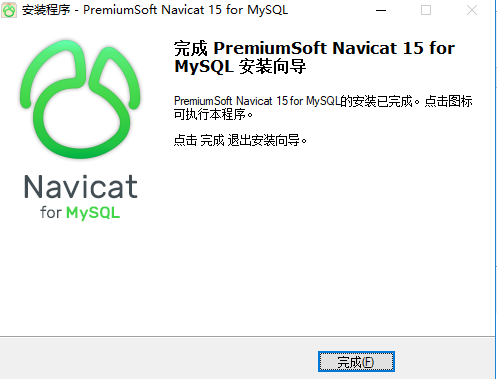 安装程序 - PremiumSoft Navicat 15 for MySQL
完成 PremiumSoft Navicat 15 for
MySQL 安装向导
PremiumSoft Navicat 15 for MySQL的安装已完成。点击图标
可执行本程序。
点击 完成 退出安装向导。
Navicat
for MySQL
完成(F)